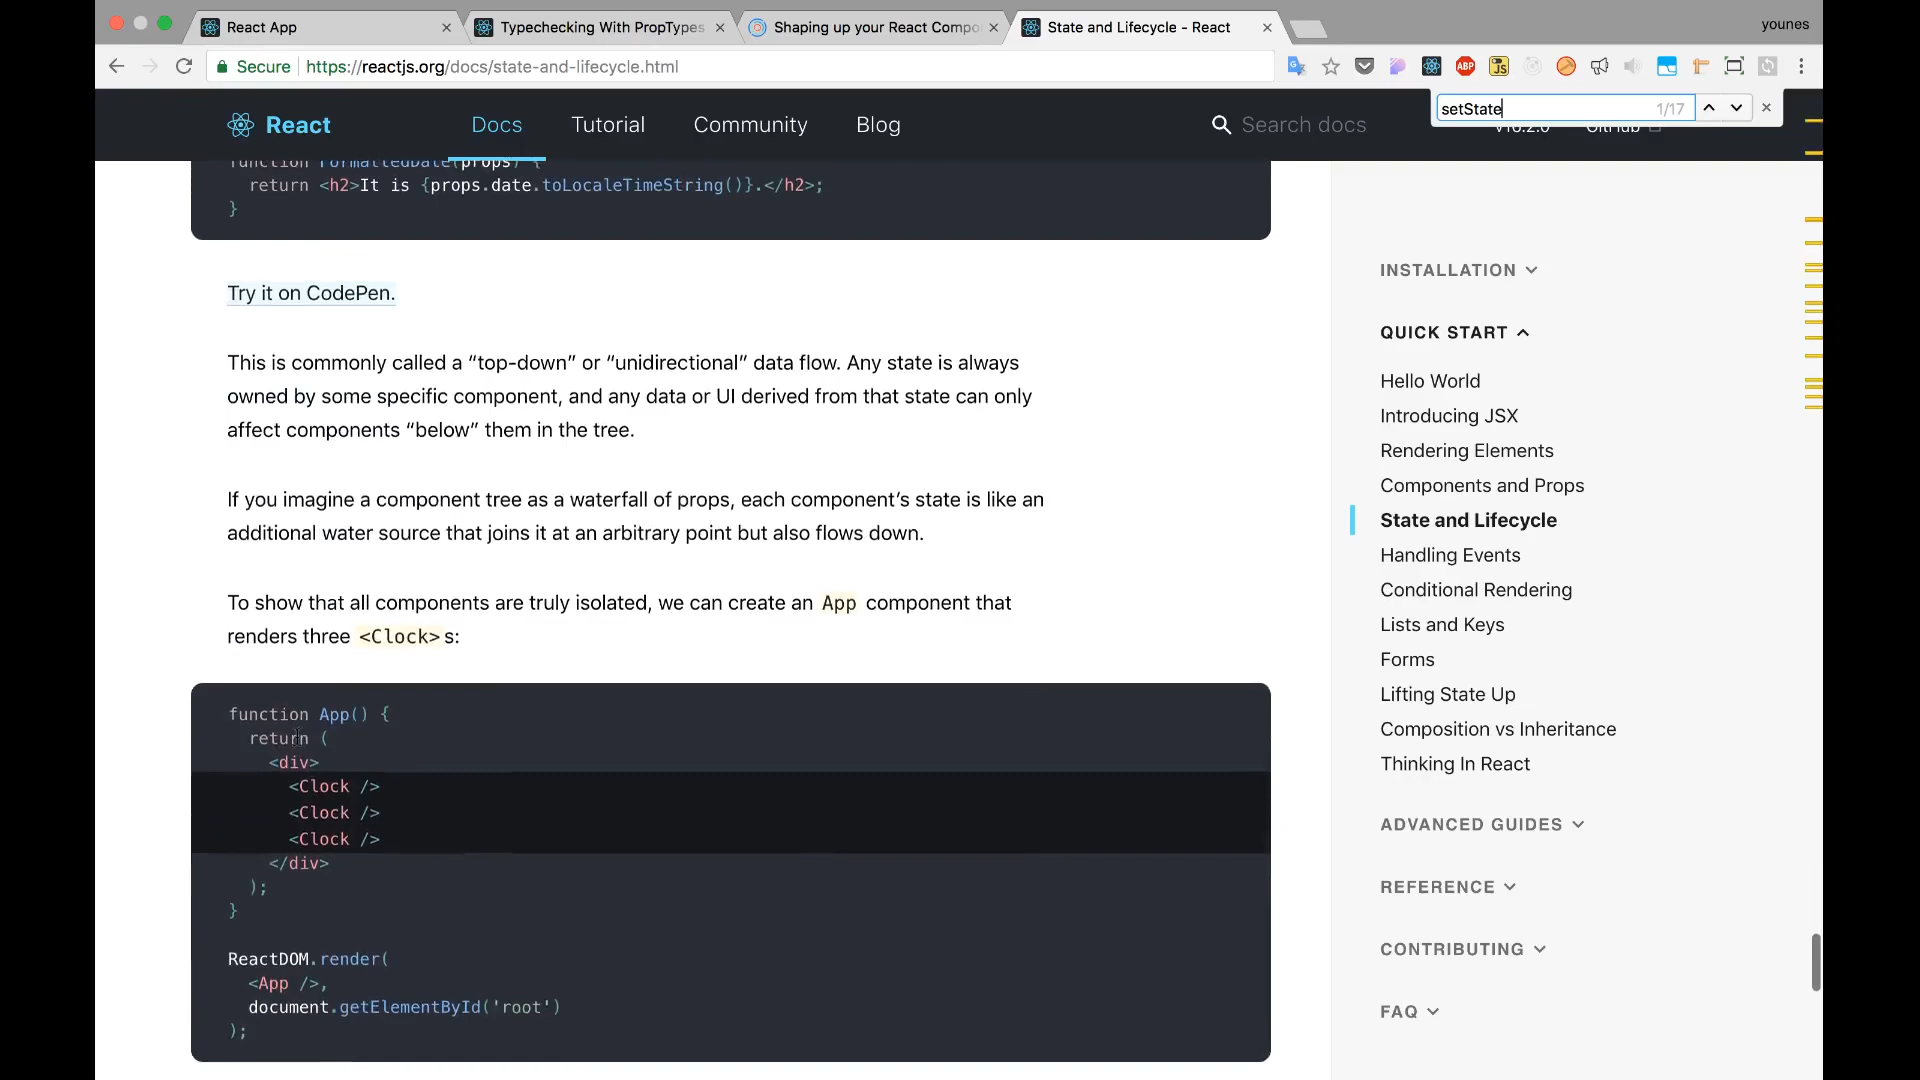 React App
Typechecking With PropTypes
Shaping up your React Compo
State and Lifecycle - React
younes
Secure
https://reactjs.org/docs/state-and-lifecycle.html
setState
1/17
React
Docs
Tutorial
Community
Blog
Search docs
v16.2.0
GitHub
function FormattedDate(props) {
return <h2>It is {props.date.toLocaleTimeString()}.</h2>;
}
Try it on CodePen.
This is commonly called a “top-down” or “unidirectional” data flow. Any state is always
owned by some specific component, and any data or UI derived from that state can only
affect components “below” them in the tree.
If you imagine a component tree as a waterfall of props, each component’s state is like an
additional water source that joins it at an arbitrary point but also flows down.
To show that all components are truly isolated, we can create an App component that
renders three <Clock>s:
function App() {
return (
<div>
<Clock />
<Clock />
<Clock />
</div>
);
}
ReactDOM.render(
<App />,
document.getElementById('root')
);
INSTALLATION
QUICK START
Hello World
Introducing JSX
Rendering Elements
Components and Props
State and Lifecycle
Handling Events
Conditional Rendering
Lists and Keys
Forms
Lifting State Up
Composition vs Inheritance
Thinking In React
ADVANCED GUIDES
REFERENCE
CONTRIBUTING
FAQ
ABP
JS